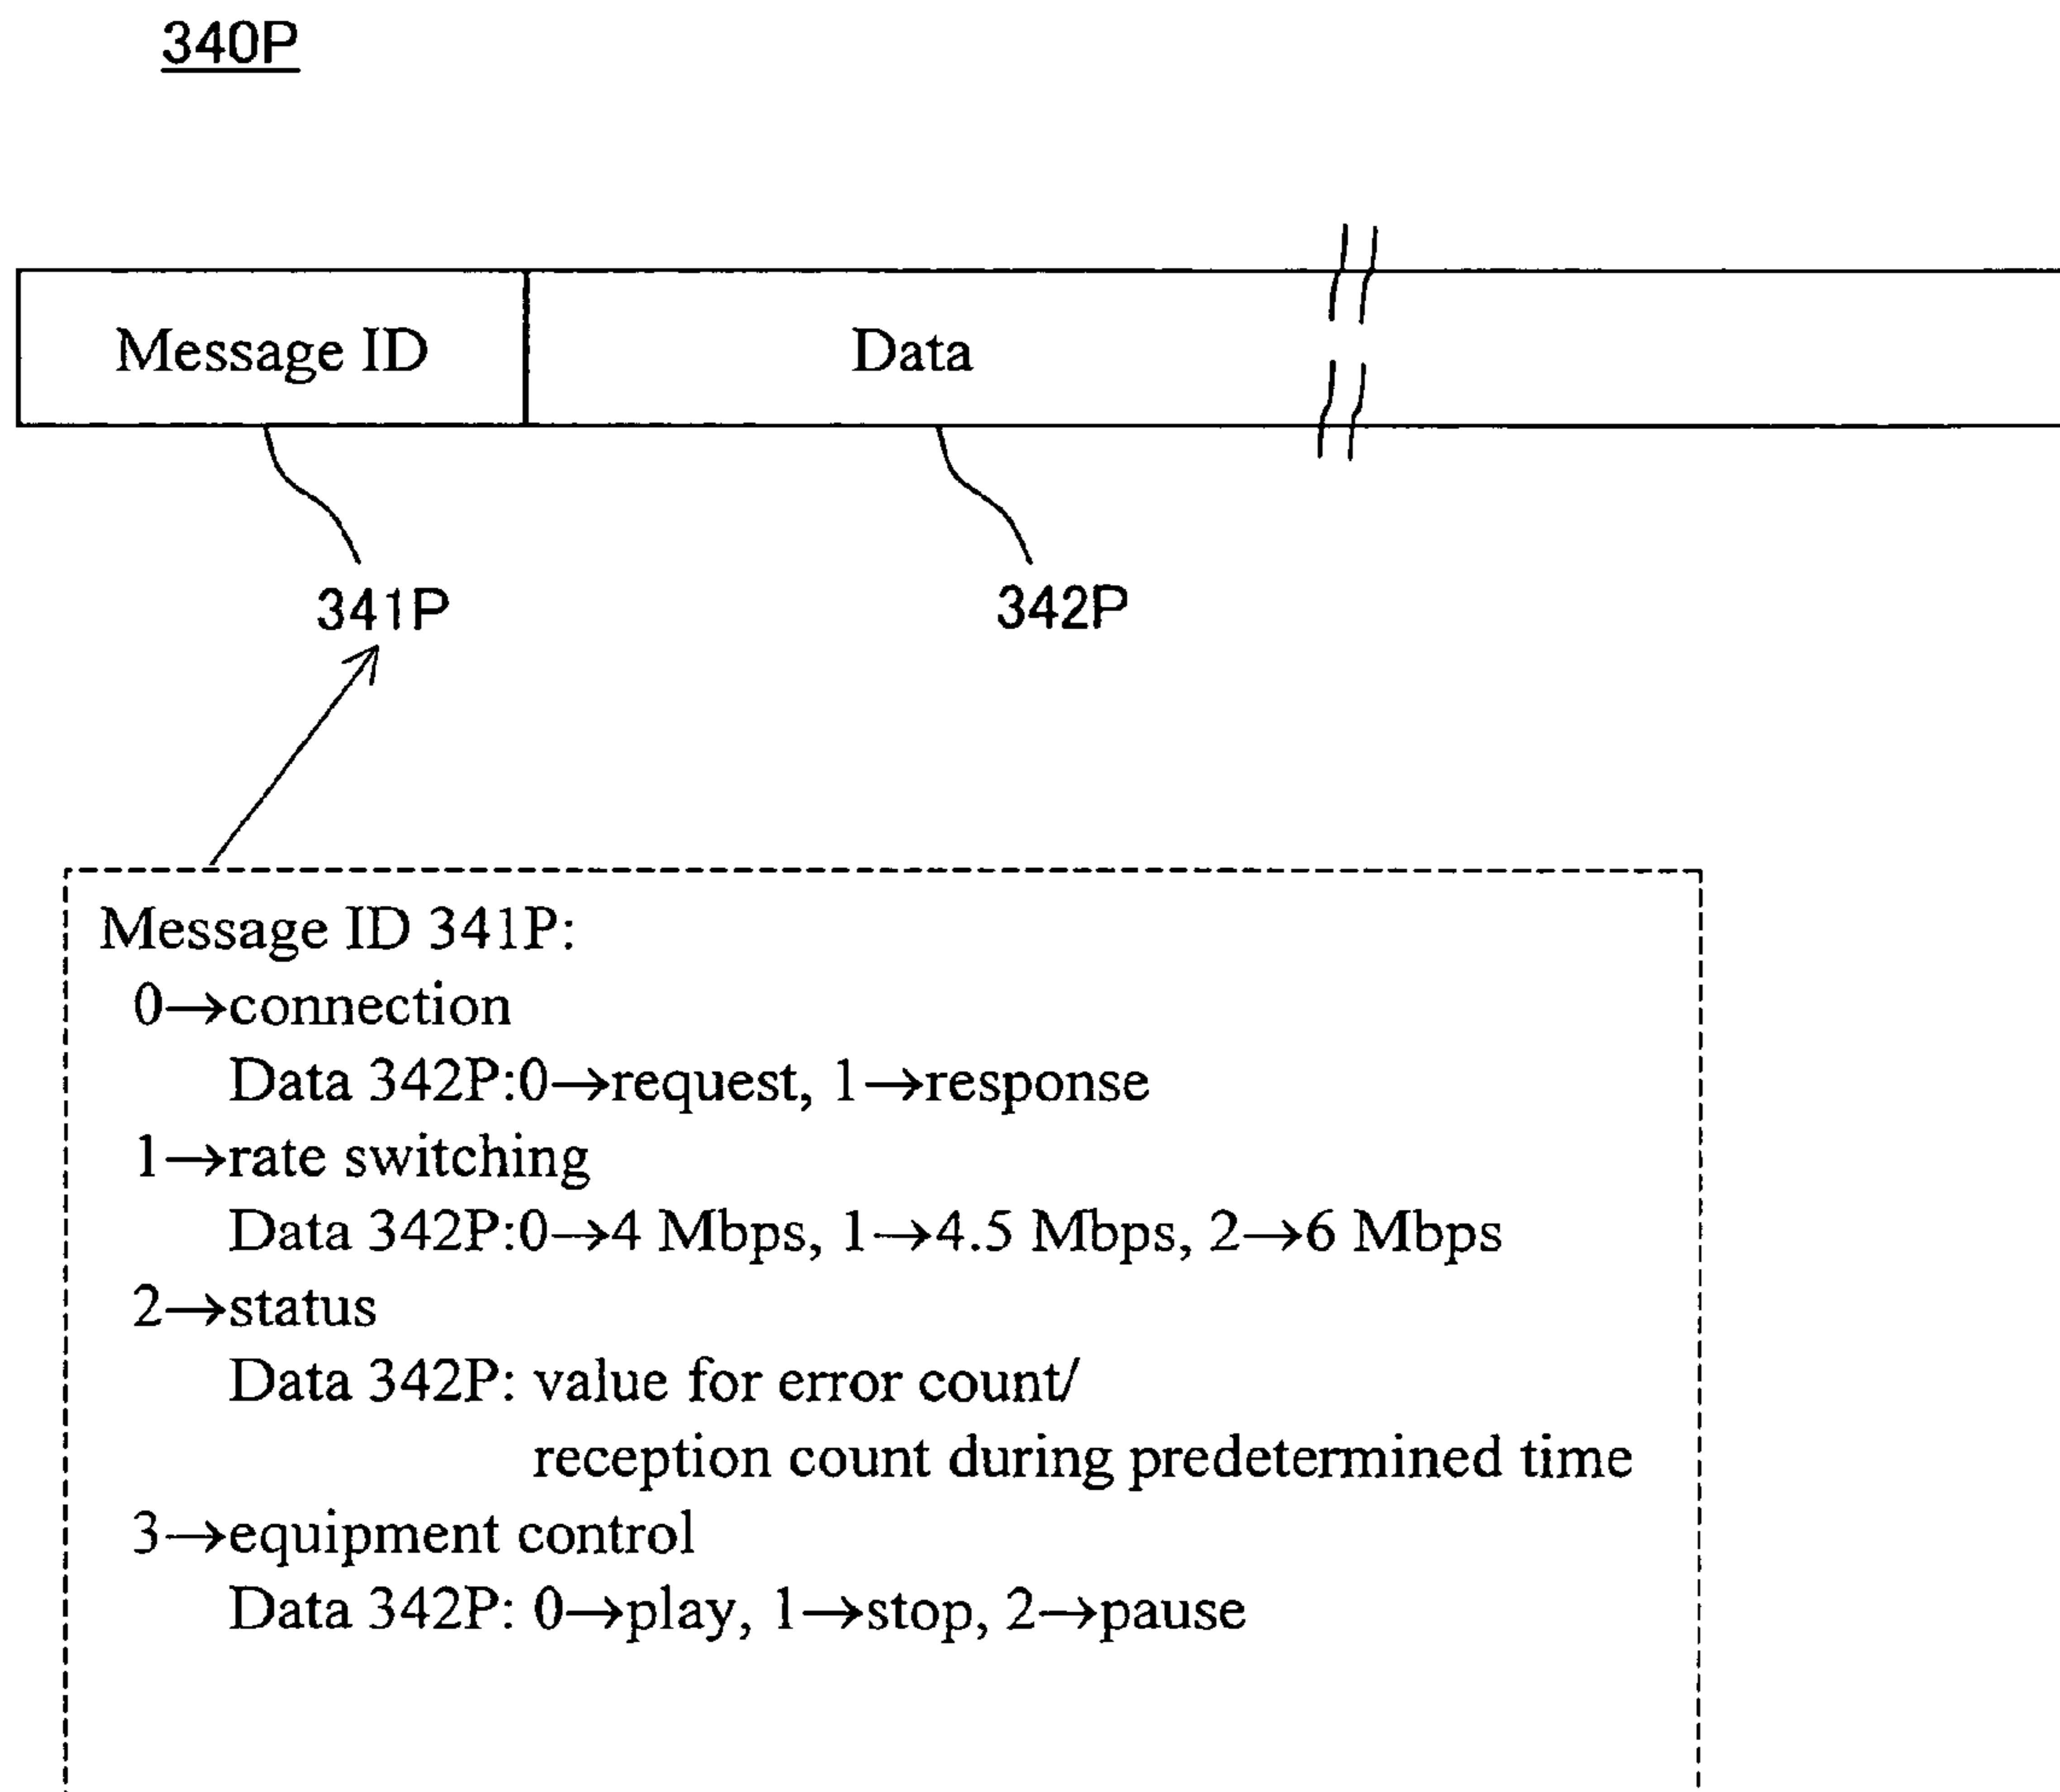 340P
Message ID Data
341P 342P
Message ID 341P:
0→connection
Data 342P:0→request, 1→response
1→rate switching
Data 342P:0→4 Mbps, 1→4.5 Mbps, 2→6 Mbps
2→status
Data 342P: value for error count/
reception count during predetermined time
3→equipment control
Data 342P: 0→play, 1→stop, 2→pause